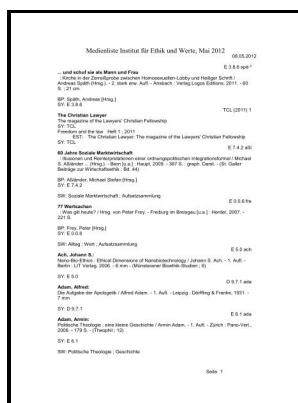 Medienliste Institut für Ethik und Werte, Mai 2012
08.05.2012
E 3.8.6 spä ²
... und schuf sie als Mann und Frau
: Kirche in der Zerreißprobe zwischen Homosexuellen-Lobby und Heiliger Schrift /
Andreas Späth (Hrsg.). - 2. stark erw. Aufl. - Ansbach : Verlag Logos Editions, 2011. - 60
S. ; 21 cm
BP: Späth, Andreas [Hrsg.]
SY: E 3.8.6
TCL (2011) 1
The Christian Lawyer
The magazine of the Lawyers' Christian Fellowship
SY: TCL
Freedom and the law Heft 1 ; 2011
EST: The Christian Lawyer: The magazine of the Lawyers' Christian Fellowship
SY: TCL
E 7.4.2 aßl
60 Jahre Soziale Marktwirtschaft
: Illusionen und Reinterpretationen einer ordnungspolitischen Integrationsformel / Michael
S. Aßländer ... (Hrsg.). - Bern [u.a.] : Haupt, 2009. - 307 S. : graph. Darst. - (St. Galler
Beiträge zur Wirtschaftsethik ; Bd. 44)
BP: Aßländer, Michael Stefan [Hrsg.]
SY: E 7.4.2
SW: Soziale Marktwirtschaft ; Aufsatzsammlung
E 0.0.6 fre
77 Wertsachen
: Was gilt heute? / Hrsg. von Peter Frey. - Freiburg im Breisgau [u.a.] : Herder, 2007. -
221 S.
BP: Frey, Peter [Hrsg.]
SY: E 0.0.6
SW: Alltag ; Wert ; Aufsatzsammlung
E 5.0 ach
Ach, Johann S.:
Nano-Bio-Ethics : Ethical Dimensions of Nanobiotechnology / Johann S. Ach. - 1. Aufl. -
Berlin : LIT Verlag, 2006. - 6 mm - (Münsteraner Bioethik-Studien ; 6)
SY: E 5.0
D 9.7.1 ada
Adam, Alfred:
Die Aufgabe der Apologetik / Alfred Adam. - 1. Aufl. - Leipzig : Dörffling & Franke, 1931. -
7 mm
SY: D 9.7.1
E 6.1 ada
Adam, Armin:
Politische Theologie : eine kleine Geschichte / Armin Adam. - 1. Aufl. - Zürich : Pano-Verl.,
2006. - 179 S. - (Theophil ; 12)
SY: E 6.1
SW: Politische Theologie ; Geschichte
Seite 1